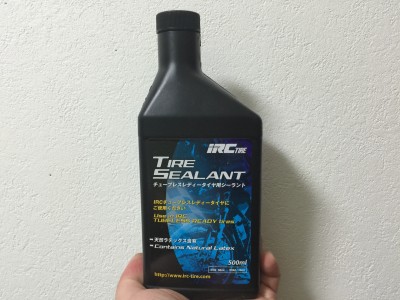 iRC TIRE
TIRE
SEALANT
チューブレスレディータイヤ用シーラント
IRCチューブレスレディータイヤに
ご使用ください
Use in IRC
TUBELESS READY tires.
天然ラテックス含有
Contains Natural Latex
500ml
http://www.irc-tire.com